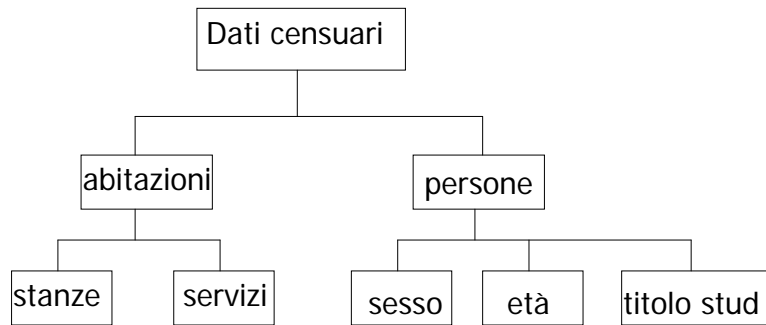 Dati censuari
abitazioni
persone
stanze
servizi
sesso
età
titolo stud